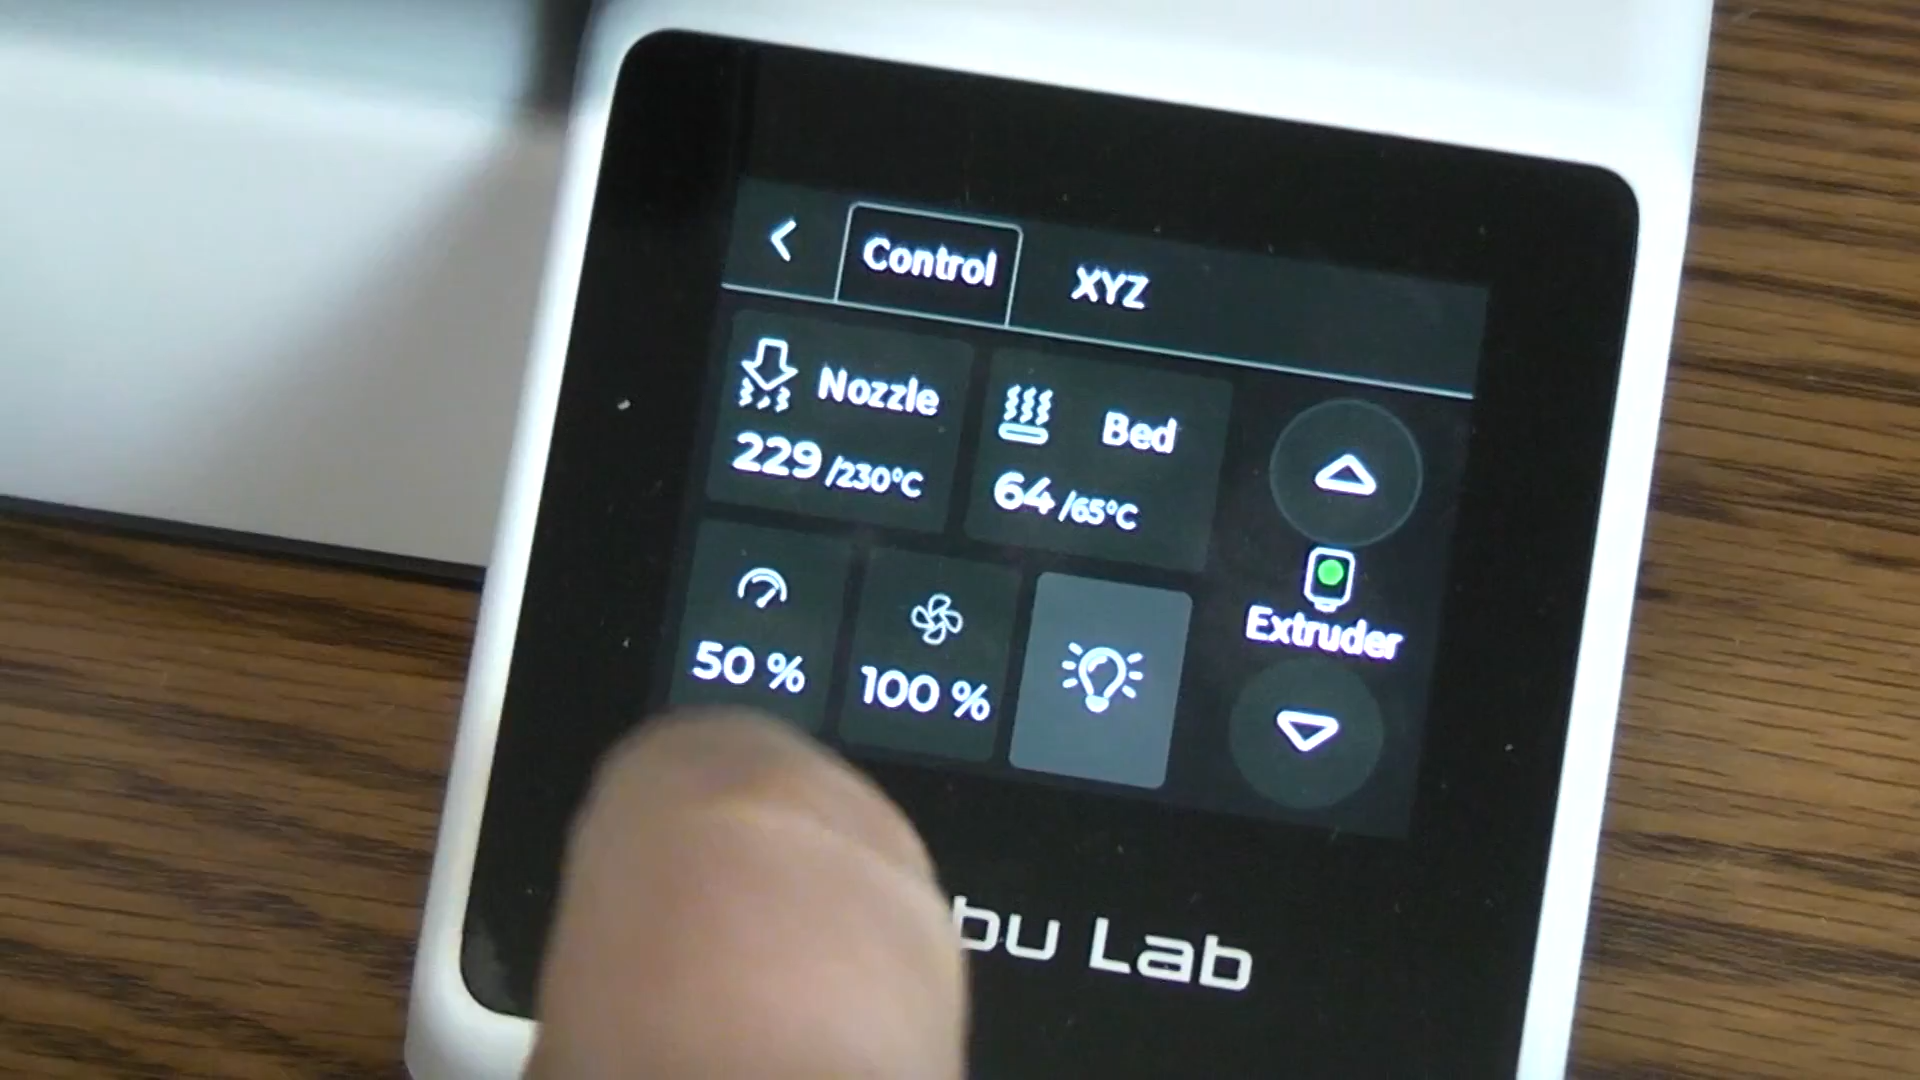 Control XYZ
Nozzle Bed
229 /230°C 64 /65°C
50 % 100 %
Extruder
bu Lab